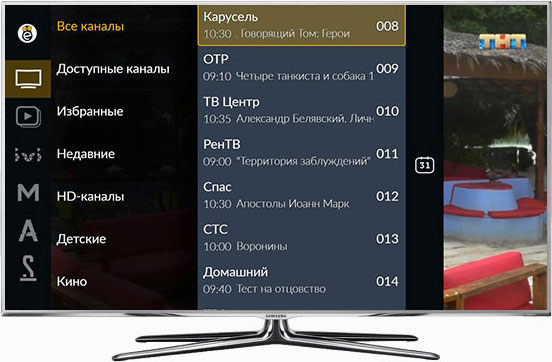 Все каналы
Доступные каналы
Избранные
Недавние
HD-каналы
Детские
Кино
ivi
M
A
Карусель
10:30 . Говорящий Том: Герои
008
ОТР
09:10 Четыре танкиста и собака 1
009
ТВ Центр
10:35 Александр Белявский. Личн
010
РенТВ
09:00 "Территория заблуждений"
011
Спас
10:30 Апостолы Иоанн Марк
012
СТС
10:00 Воронины
013
Домашний
09:40 Тест на отцовство
014
31
ТНТ
SAMSUNG